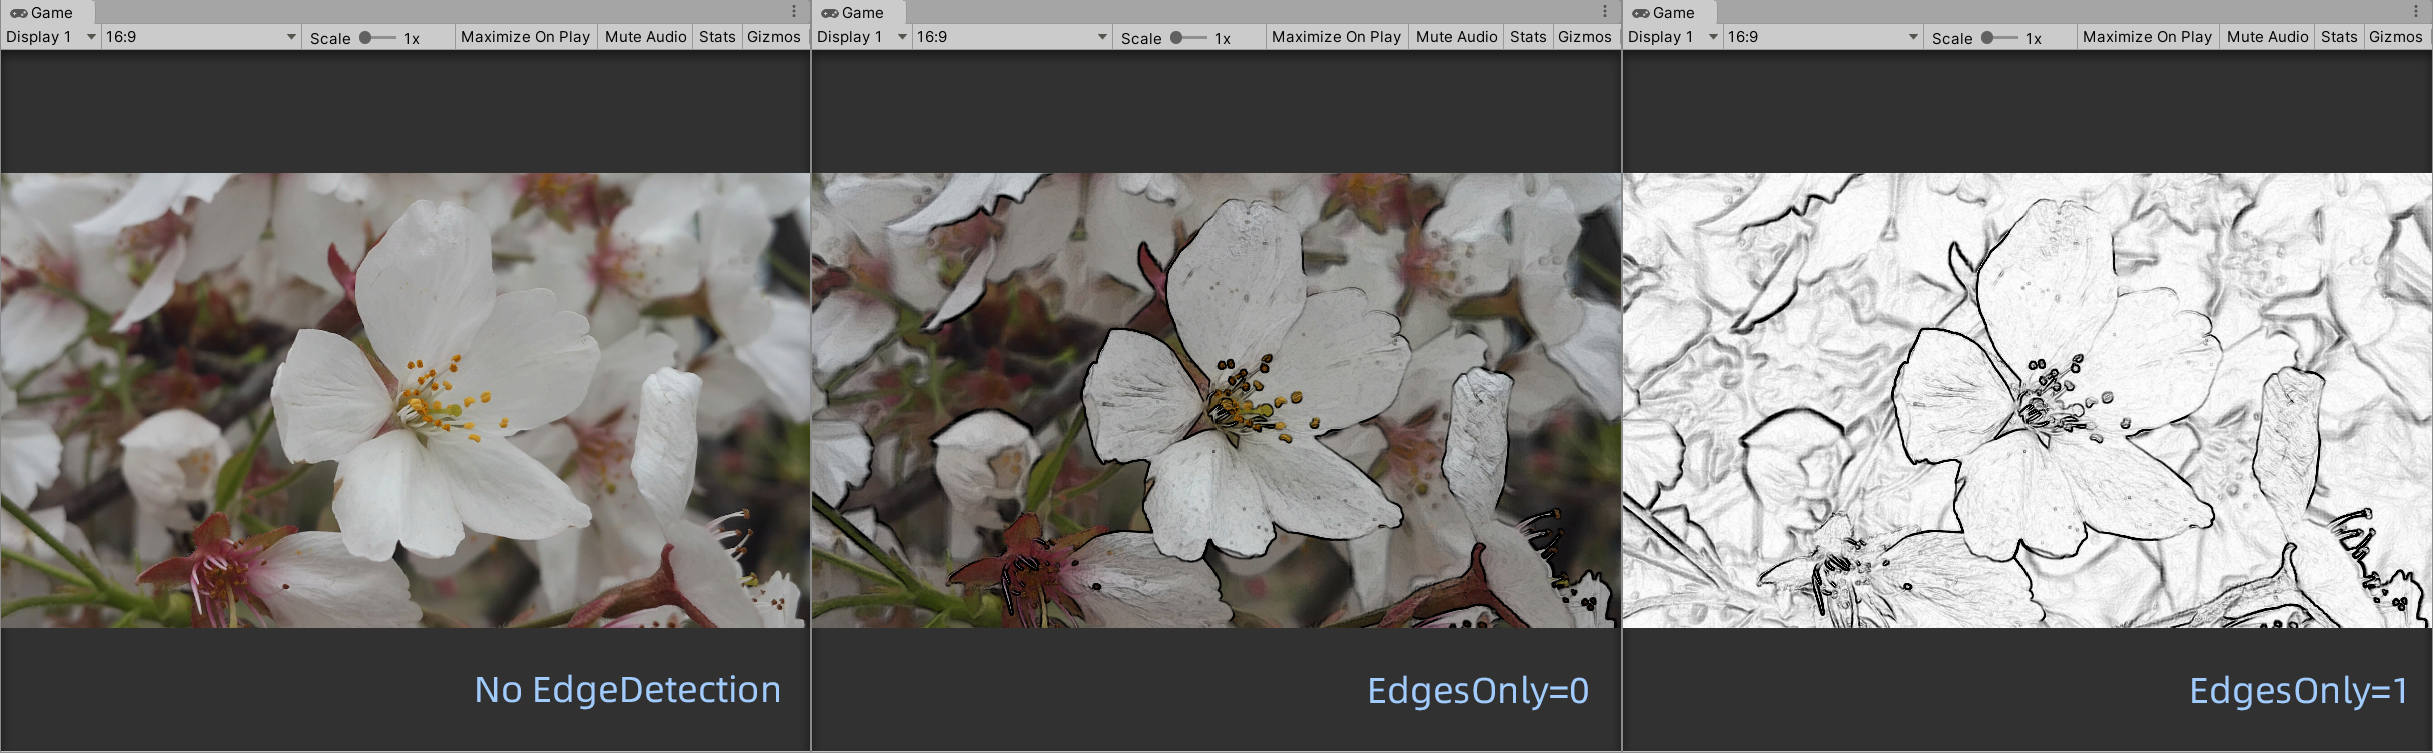 Game
Display 1 16:9 Scale 1x Maximize On Play Mute Audio Stats Gizmos
No EdgeDetection
Game
Display 1 16:9 Scale 1x Maximize On Play Mute Audio Stats Gizmos
EdgesOnly=0
Game
Display 1 16:9 Scale 1x Maximize On Play Mute Audio Stats Gizmos
EdgesOnly=1